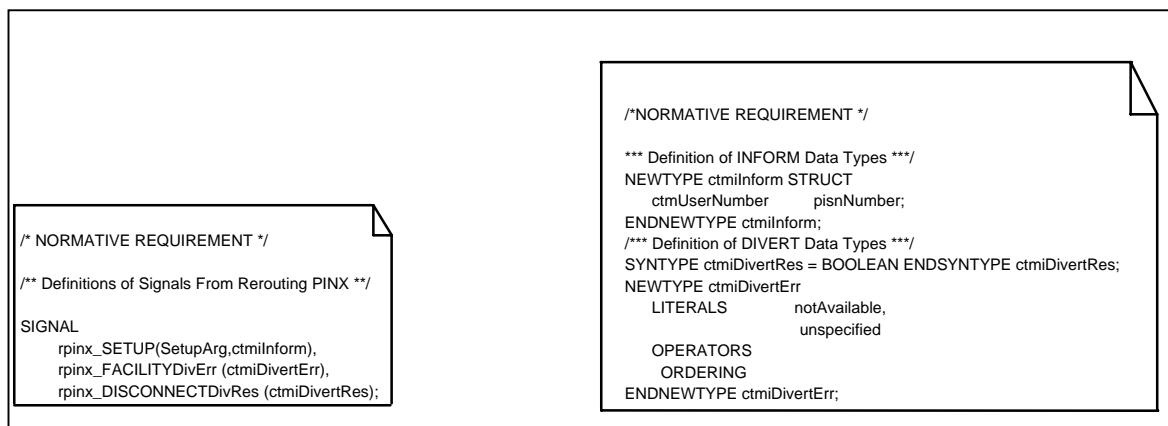 /* NORMATIVE REQUIREMENT */
/** Definitions of Signals From Rerouting PINX **/
SIGNAL
rpinx_SETUP(SetupArg,ctmiInform),
rpinx_FACILITYDivErr (ctmiDivertErr),
rpinx_DISCONNECTDivRes (ctmiDivertRes);
/*NORMATIVE REQUIREMENT */
*** Definition of INFORM Data Types ***/
NEWTYPE ctmiInform STRUCT
ctmUserNumber pisnNumber;
ENDNEWTYPE ctmiInform;
/*** Definition of DIVERT Data Types ***/
SYNTYPE ctmiDivertRes = BOOLEAN ENDSYNTYPE ctmiDivertRes;
NEWTYPE ctmiDivertErr
LITERALS notAvailable,
unspecified
OPERATORS
ORDERING
ENDNEWTYPE ctmiDivertErr;